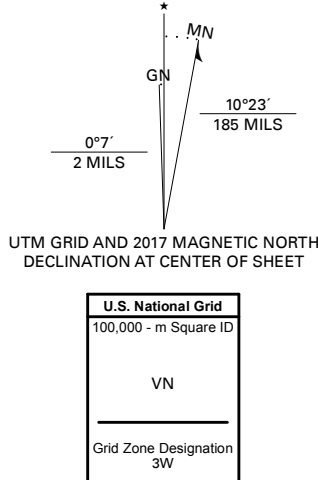 ★
MN
GN
10°23´
185 MILS
0°7´
2 MILS
UTM GRID AND 2017 MAGNETIC NORTH
DECLINATION AT CENTER OF SHEET
U.S. National Grid
100,000 - m Square ID
VN
Grid Zone Designation
3W